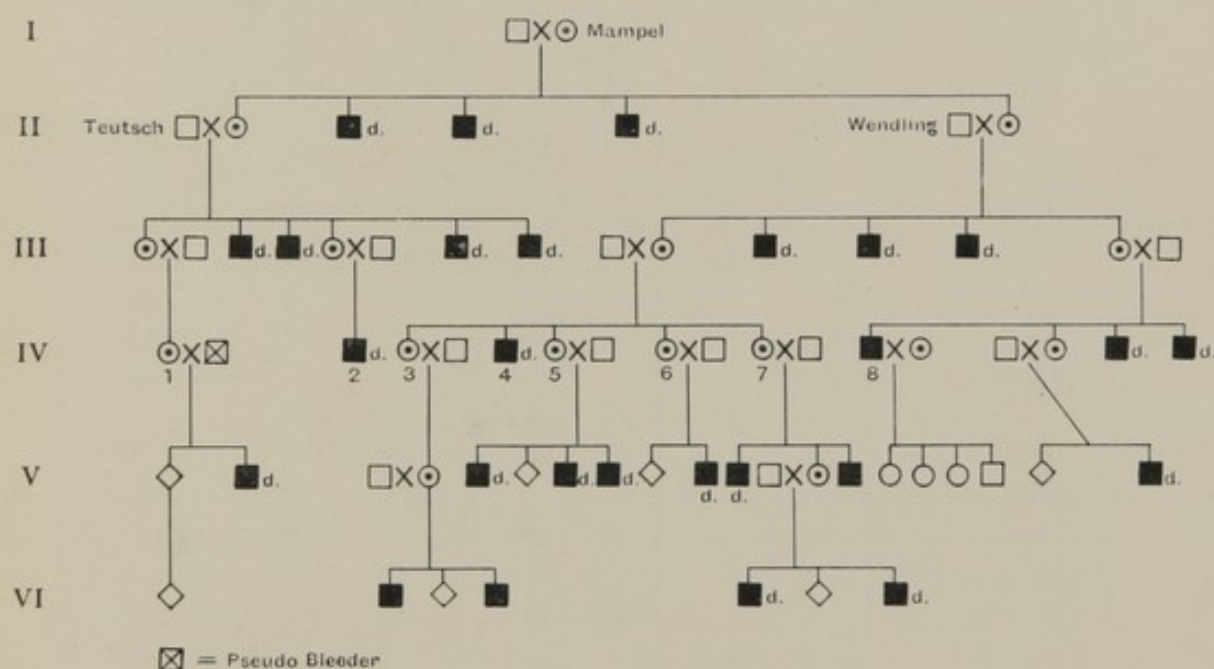 I Mampel
II Teutsch d. d. d. Wendling
III d. d. d. d. d. d. d.
IV d. d. d. d.
1 2 3 4 5 6 7 8
V d. d. d. d. d.
d. d.
VI d. d.
= Pseudo Bleeder